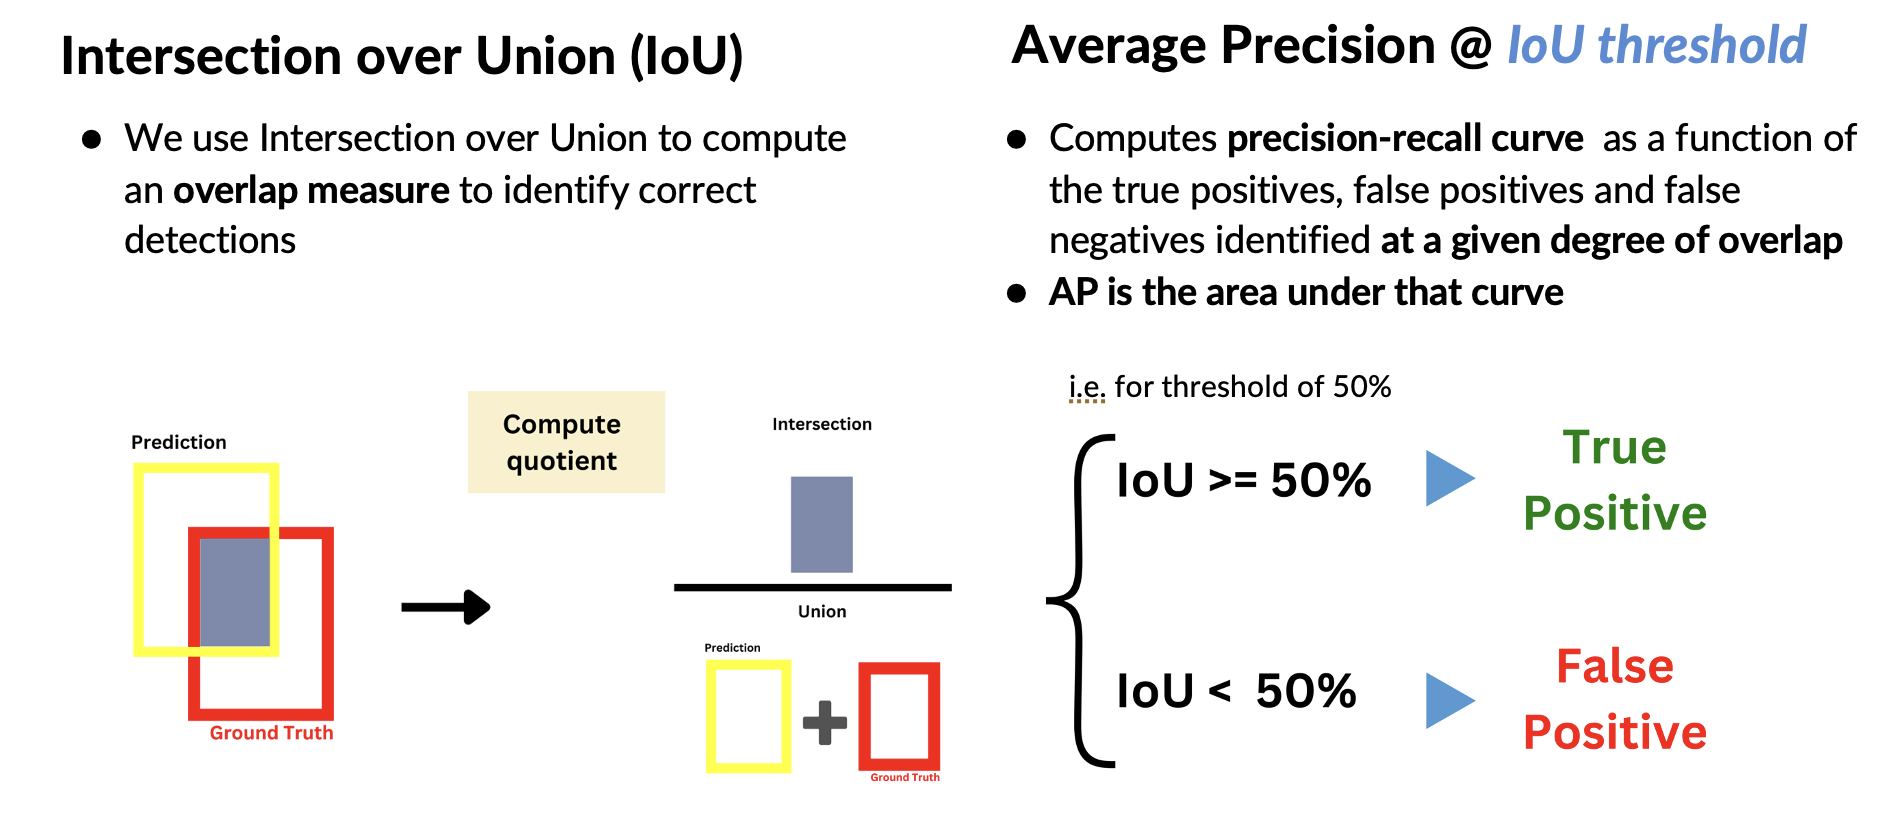 Intersection over Union (IoU)
● We use Intersection over Union to compute
an overlap measure to identify correct
detections
Prediction
Ground Truth
Compute
quotient
Intersection
Union
Prediction
Ground Truth
Average Precision @ IoU threshold
● Computes precision-recall curve as a function of
the true positives, false positives and false
negatives identified at a given degree of overlap
● AP is the area under that curve
i.e. for threshold of 50%
IoU >= 50%
True
Positive
IoU < 50%
False
Positive